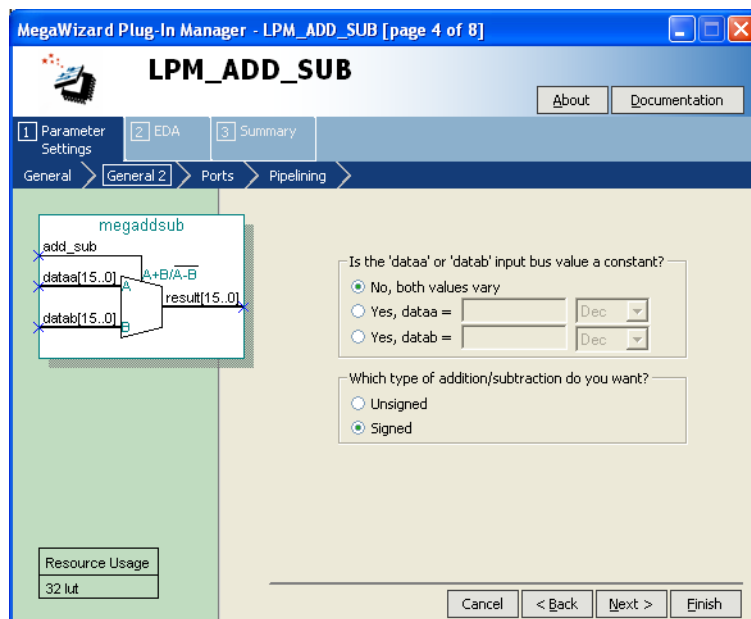 MegaWizard Plug-In Manager - LPM_ADD_SUB [page 4 of 8]
LPM_ADD_SUB
About
Documentation
1 Parameter Settings
2 EDA
3 Summary
General
General 2
Ports
Pipelining
megaddsub
add_sub
A+B/A-B
dataa[15..0]
A
result[15..0]
datab[15..0]
B
Is the 'dataa' or 'datab' input bus value a constant?
No, both values vary
Yes, dataa =
Dec
Yes, datab =
Dec
Which type of addition/subtraction do you want?
Unsigned
Signed
Resource Usage
32 lut
Cancel
< Back
Next >
Finish